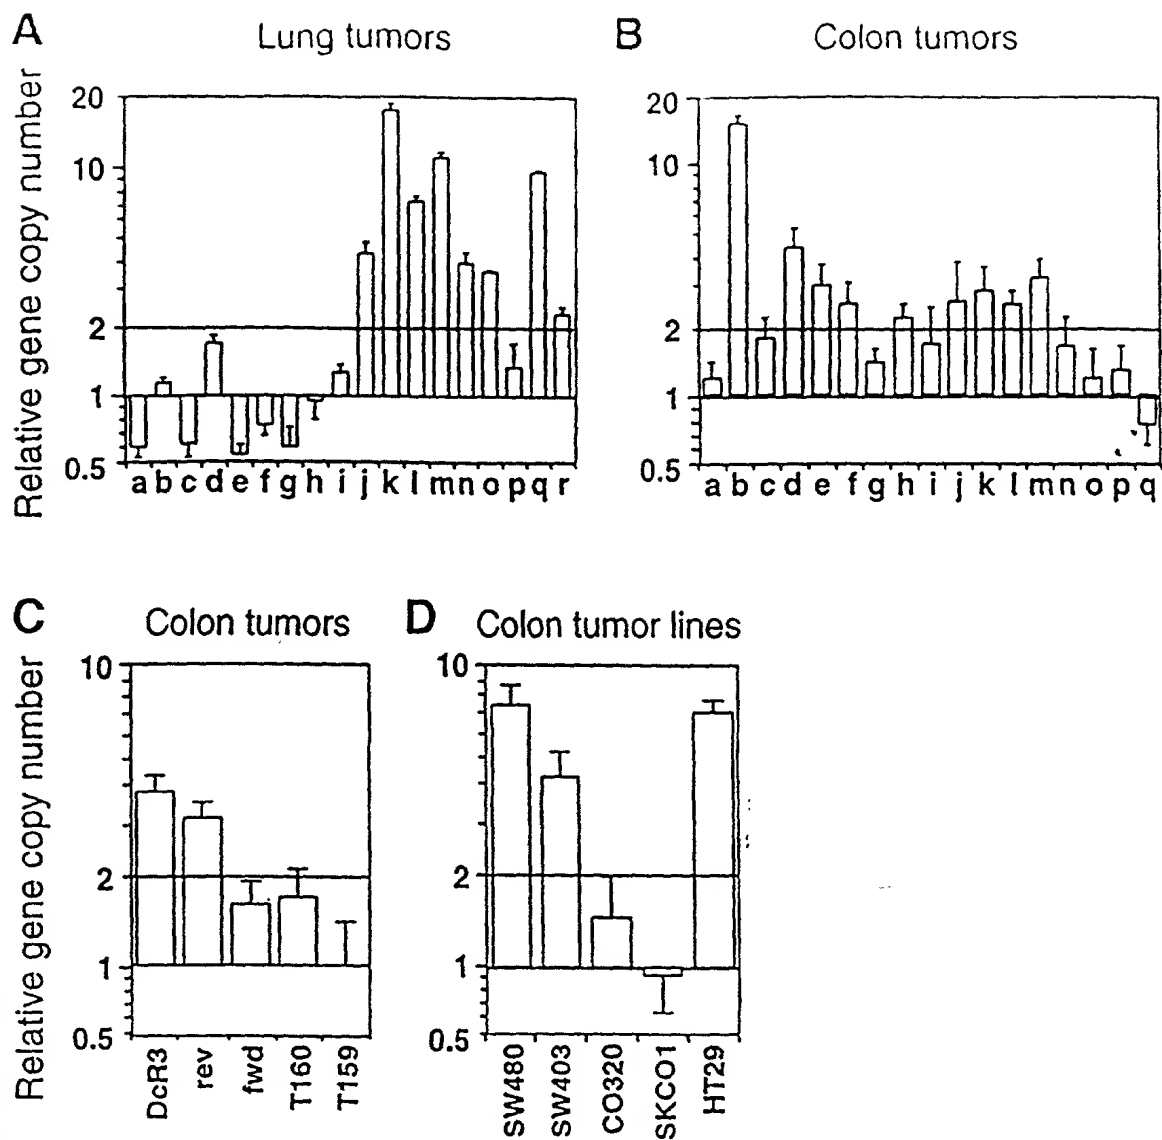 A Lung tumors
Relative gene copy number
20
10
2
1
0.5
a b c d e f g h i j k l m n o p q r
B Colon tumors
20
10
2
1
0.5
a b c d e f g h i j k l m n o p q
C Colon tumors
Relative gene copy number
10
2
1
0.5
DcR3
rev
fwd
T160
T159
D Colon tumor lines
10
2
1
0.5
SW480
SW403
CO320
SKCO1
HT29